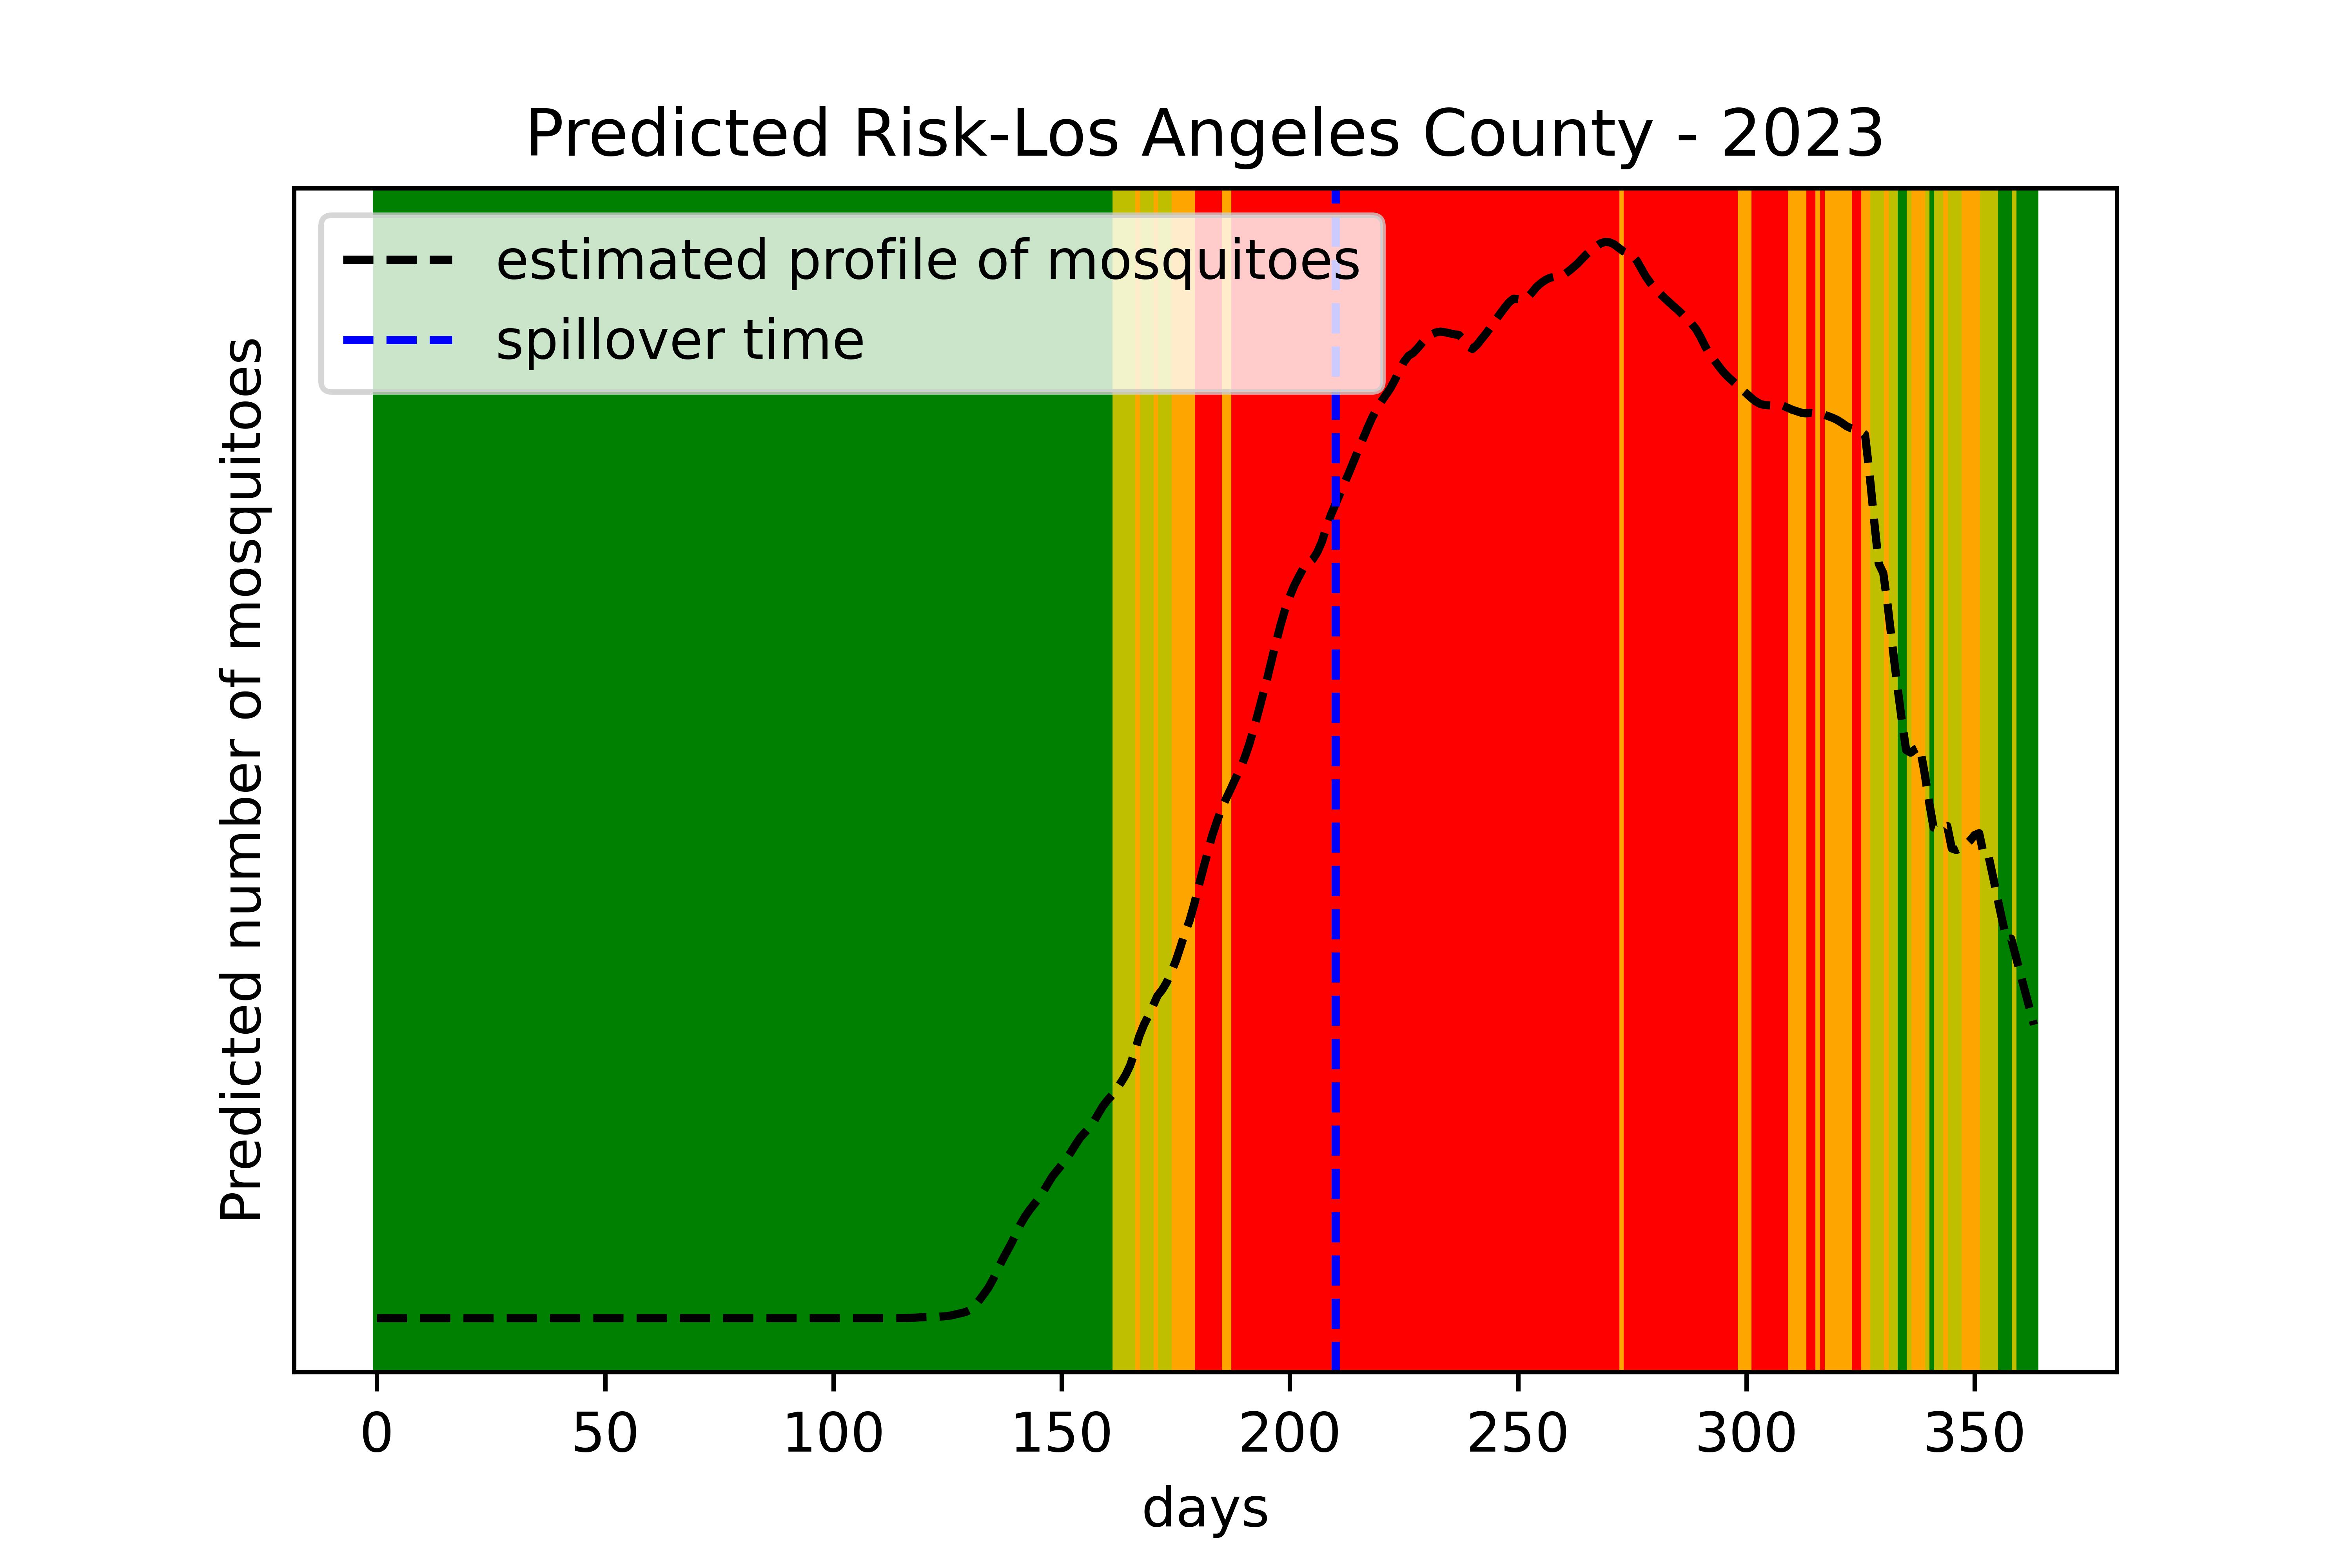 Predicted Risk-Los Angeles County - 2023
estimated profile of mosquitoes
spillover time
Predicted number of mosquitoes
0 50 100 150 200 250 300 350
days